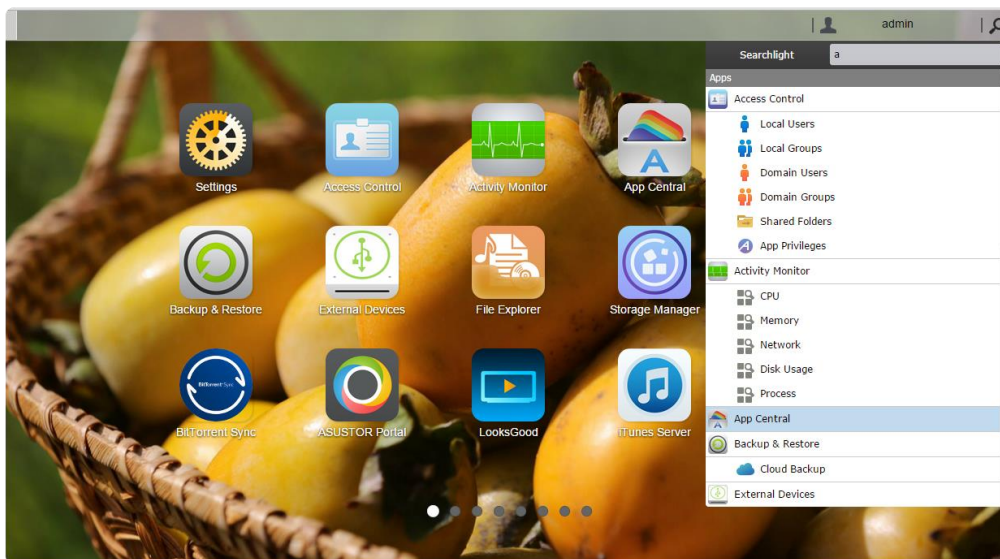 admin
Searchlight
a
Apps
Access Control
Local Users
Local Groups
Domain Users
Domain Groups
Shared Folders
App Privileges
Activity Monitor
CPU
Memory
Network
Disk Usage
Process
App Central
Backup & Restore
Cloud Backup
External Devices
Settings
Access Control
Activity Monitor
App Central
Backup & Restore
External Devices
File Explorer
Storage Manager
BitTorrent Sync
BitTorrent Sync
ASUSTOR Portal
LooksGood
iTunes Server